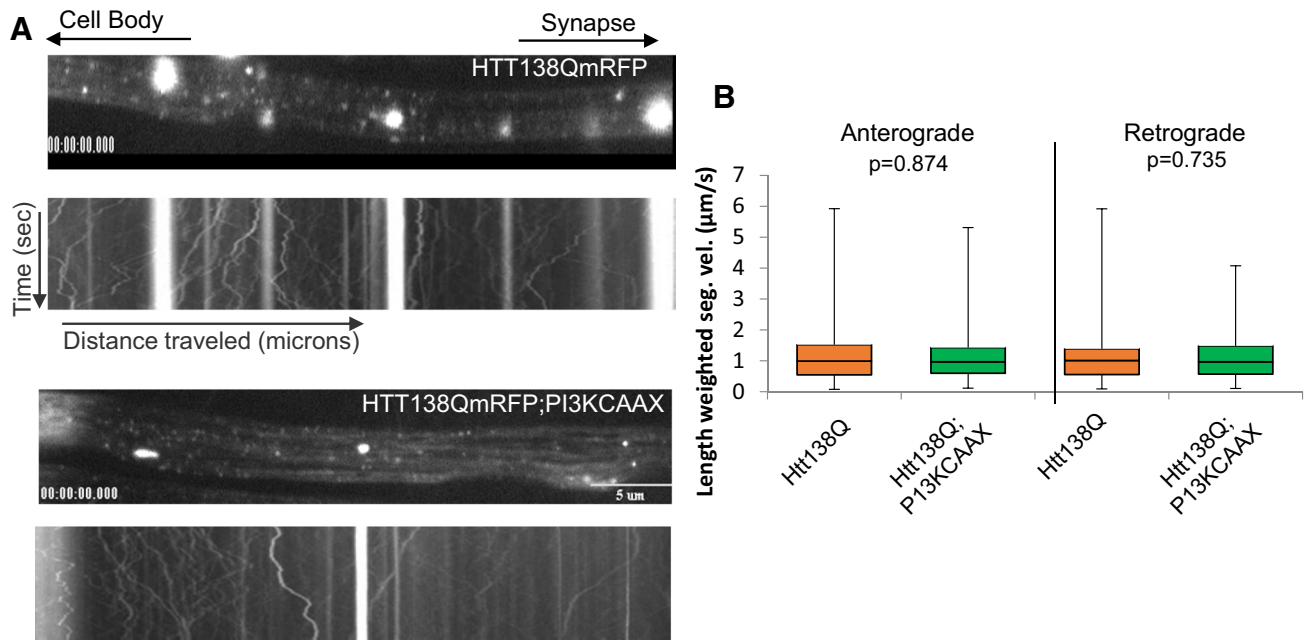 A
Cell Body
Synapse
HTT138QmRFP
00:00:00.000
Time (sec)
Distance traveled (microns)
HTT138QmRFP;PI3KCAAX
00:00:00.000
5 um
B
Anterograde
p=0.874
Retrograde
p=0.735
Length weighted seg. vel. (μm/s)
7
6
5
4
3
2
1
0
Htt138Q
Htt138Q;
P13KCAAX
Htt138Q
Htt138Q;
P13KCAAX